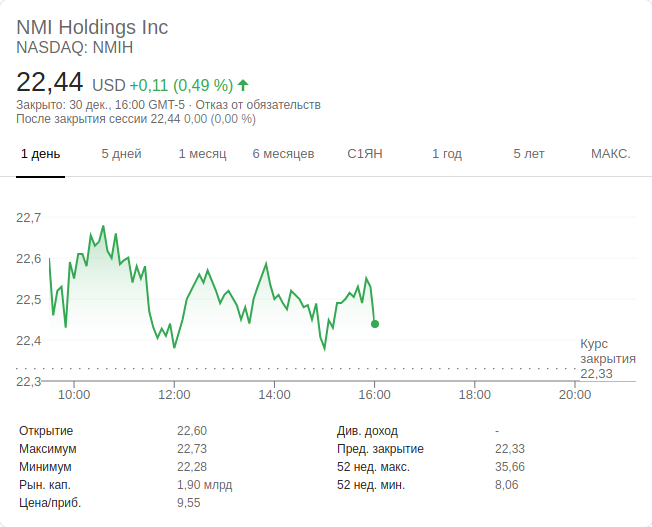 NMI Holdings Inc
NASDAQ: NMIH
22,44 USD +0,11 (0,49 %)
Закрыто: 30 дек., 16:00 GMT-5 · Отказ от обязательств
После закрытия сессии 22,44 0,00 (0,00 %)
1 день 5 дней 1 месяц 6 месяцев С1ЯН 1 год 5 лет МАКС.
22,7
22,6
22,5
22,4
Курс
закрытия
22,33
22,3
10:00 12:00 14:00 16:00 18:00 20:00
Открытие 22,60 Див. доход -
Максимум 22,73 Пред. закрытие 22,33
Минимум 22,28 52 нед. макс. 35,66
Рын. кап. 1,90 млрд 52 нед. мин. 8,06
Цена/приб. 9,55